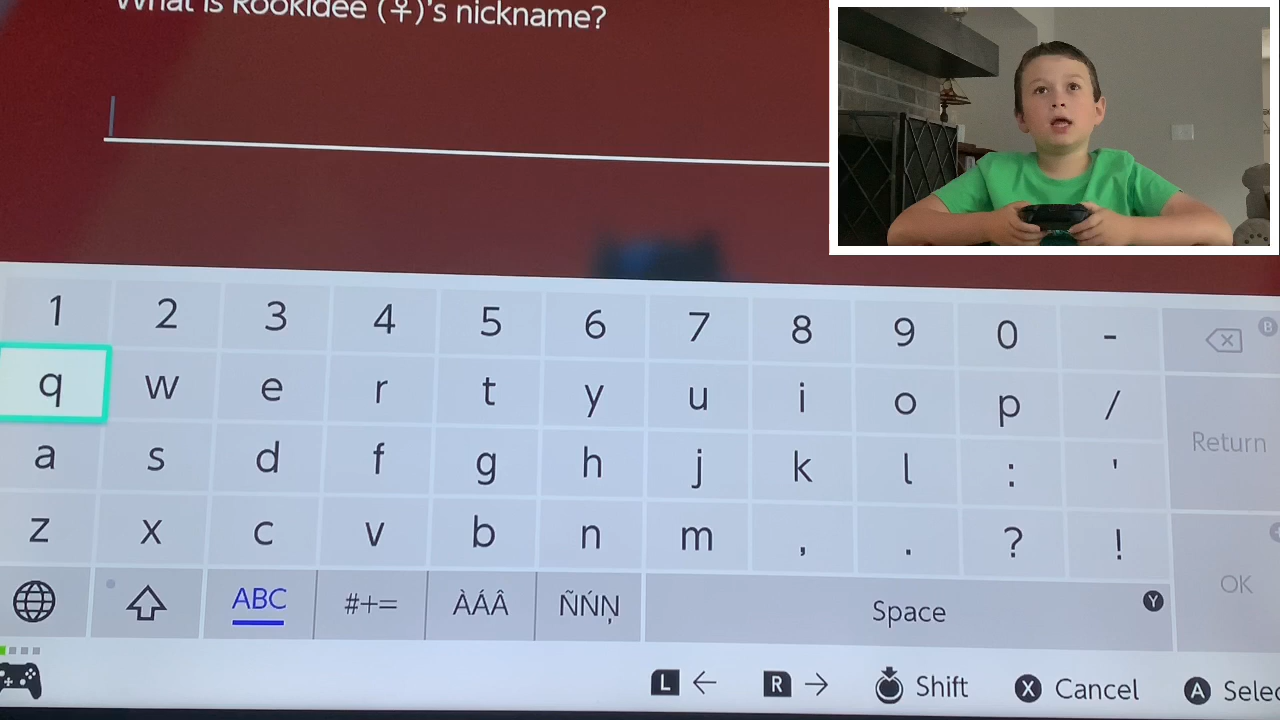 What is Rookidee (♀)'s nickname?
1 2 3 4 5 6 7 8 9 0 - B
q w e r t y u i o p /
a s d f g h j k l : ' Return
z x c v b n m , . ? !
ABC #+= ÀÁÂ ÑŃŅ Space Y OK
L ← R → Shift X Cancel A Selec